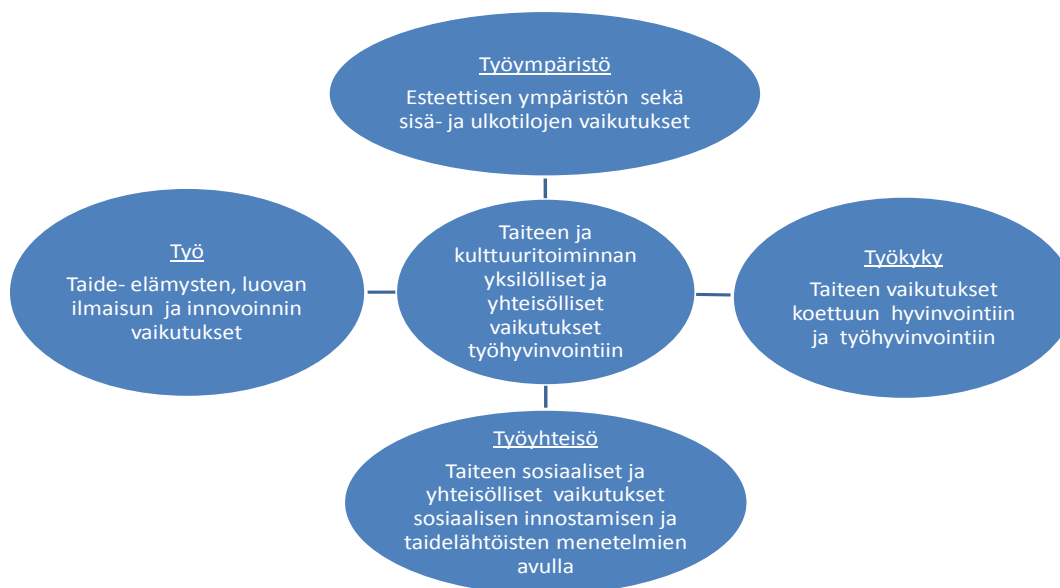 Työympäristö
Esteettisen ympäristön sekä
sisä- ja ulkotilojen vaikutukset
Työ
Taide- elämysten, luovan
ilmaisun ja innovoinnin
vaikutukset
Taiteen ja
kulttuuritoiminnan
yksilölliset ja
yhteisölliset
vaikutukset
työhyvinvointiin
Työkyky
Taiteen vaikutukset
koettuun hyvinvointiin
ja työhyvinvointiin
Työyhteisö
Taiteen sosiaaliset ja
yhteisölliset vaikutukset
sosiaalisen innostamisen ja
taidelähtöisten menetelmien
avulla